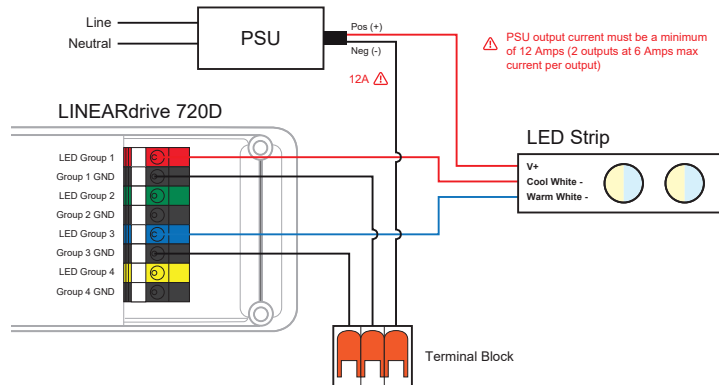 Line
Neutral
PSU
Pos (+)
Neg (-)
12A
PSU output current must be a minimum
of 12 Amps (2 outputs at 6 Amps max
current per output)
LINEARdrive 720D
LED Group 1
Group 1 GND
LED Group 2
Group 2 GND
LED Group 3
Group 3 GND
LED Group 4
Group 4 GND
LED Strip
V+
Cool White -
Warm White -
Terminal Block